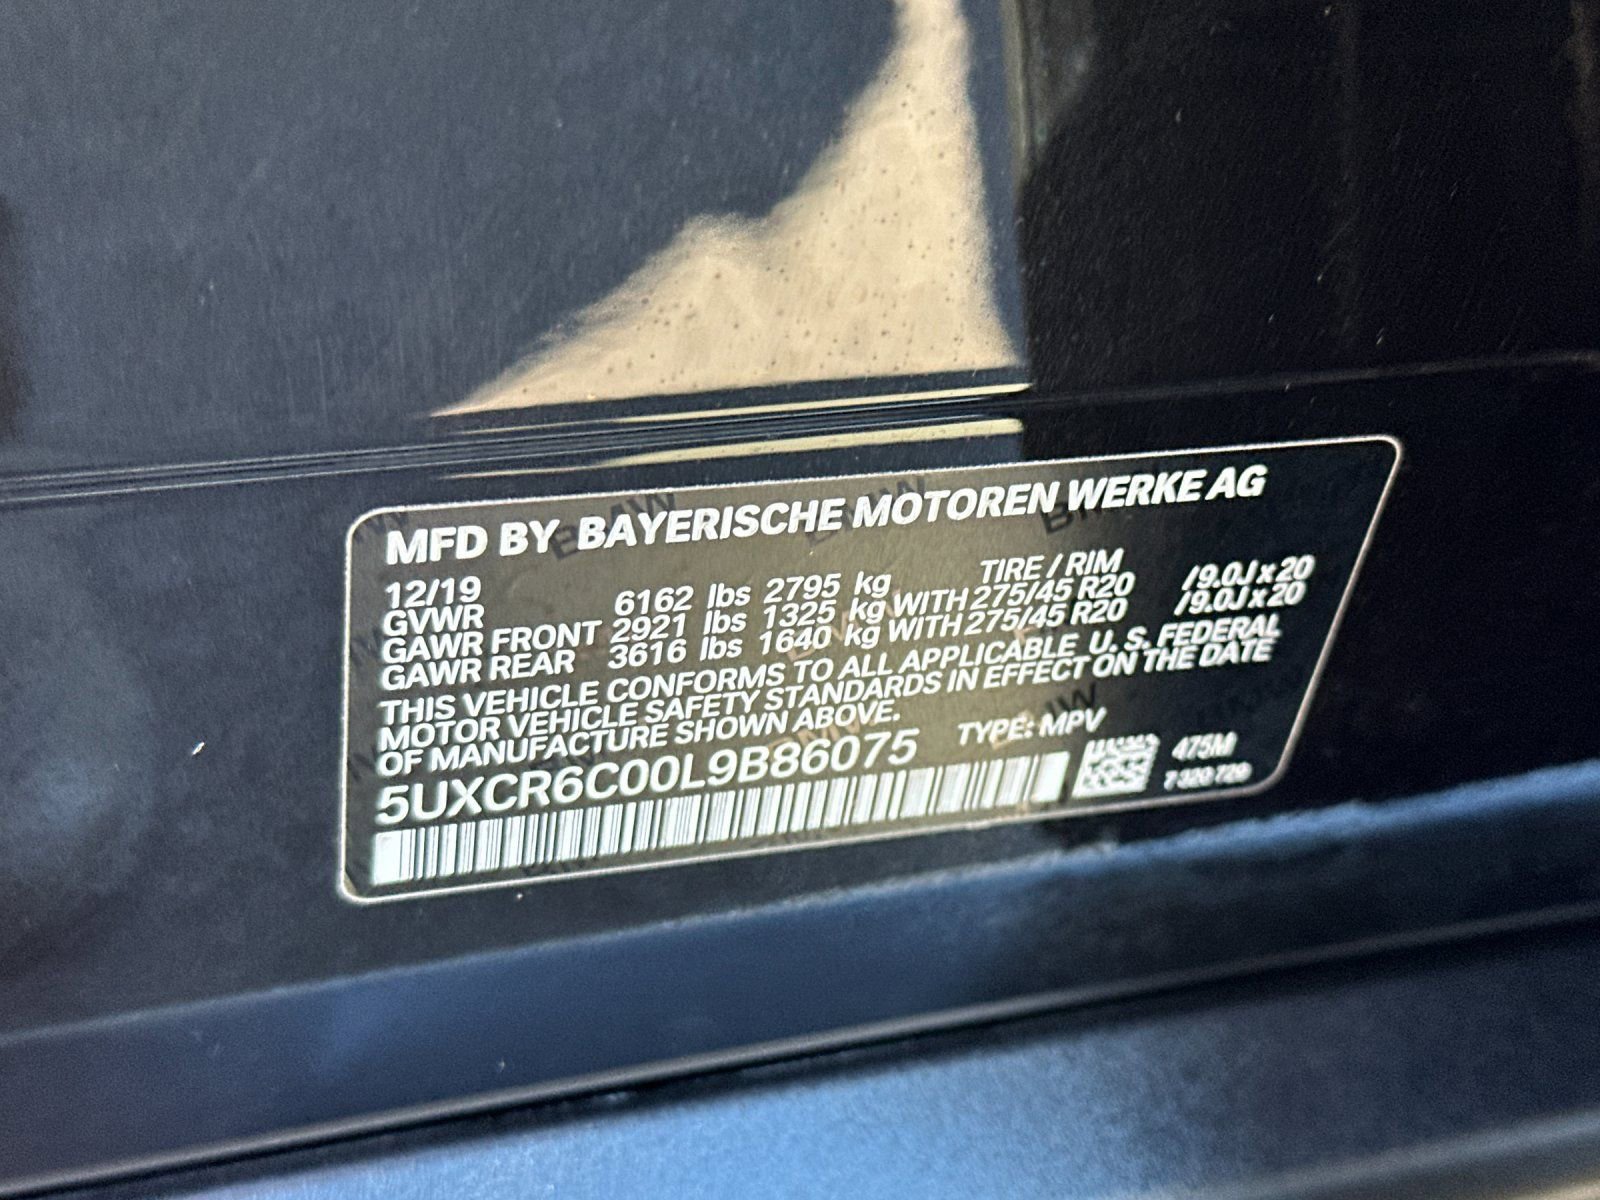 MFD BY BAYERISCHE MOTOREN WERKE AG
12/19 TIRE / RIM
GVWR 6162 lbs 2795 kg
GAWR FRONT 2921 lbs 1325 kg WITH 275/45 R20 /9.0J x 20
GAWR REAR 3616 lbs 1640 kg WITH 275/45 R20 /9.0J x 20
THIS VEHICLE CONFORMS TO ALL APPLICABLE U. S. FEDERAL
MOTOR VEHICLE SAFETY STANDARDS IN EFFECT ON THE DATE
OF MANUFACTURE SHOWN ABOVE.
5UXCR6C00L9B86075 TYPE: MPV
475M
7 320 720